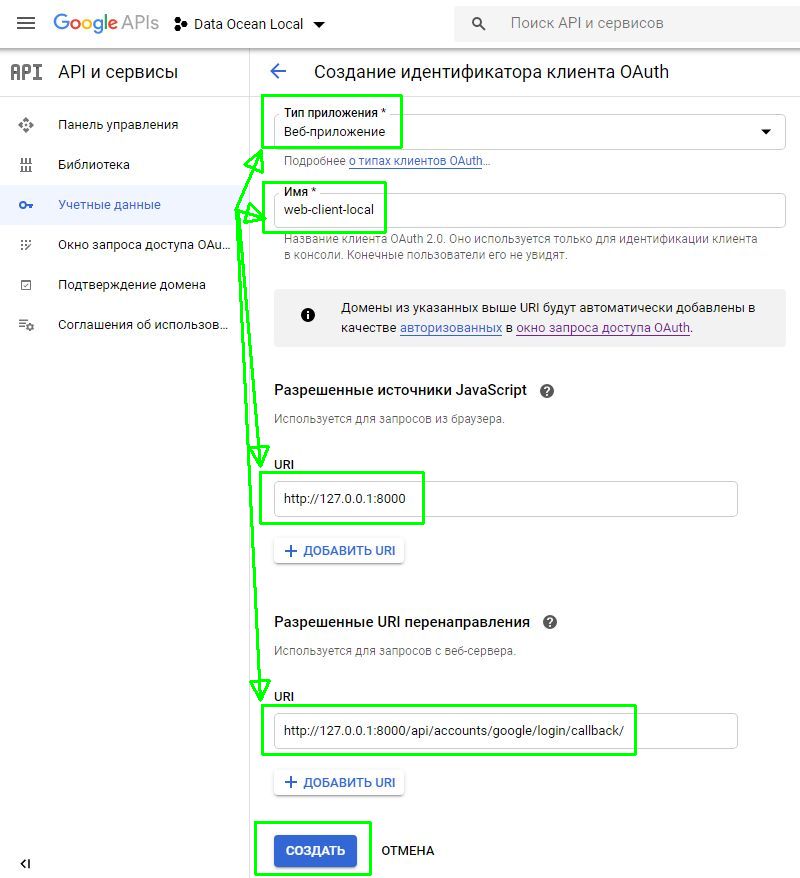 Google APIs
Data Ocean Local
Поиск API и сервисов
API
API и сервисы
Создание идентификатора клиента OAuth
Панель управления
Библиотека
Учетные данные
Окно запроса доступа OAu...
Подтверждение домена
Соглашения об использов...
Тип приложения *
Веб-приложение
Подробнее о типах клиентов OAuth...
Имя *
web-client-local
Название клиента OAuth 2.0. Оно используется только для идентификации клиента
в консоли. Конечные пользователи его не увидят.
Домены из указанных выше URI будут автоматически добавлены в
качестве авторизованных в окно запроса доступа OAuth.
Разрешенные источники JavaScript
Используется для запросов из браузера.
URI
http://127.0.0.1:8000
ДОБАВИТЬ URI
Разрешенные URI перенаправления
Используется для запросов с веб-сервера.
URI
http://127.0.0.1:8000/api/accounts/google/login/callback/
ДОБАВИТЬ URI
СОЗДАТЬ
ОТМЕНА